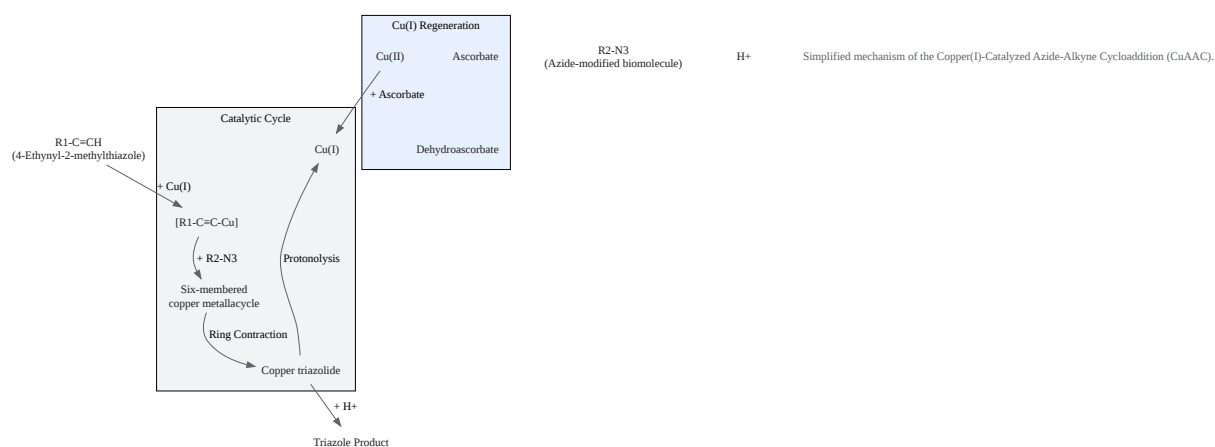 Cu(I) Regeneration
Cu(II)
Ascorbate
R2-N3
(Azide-modified biomolecule)
H+
Simplified mechanism of the Copper(I)-Catalyzed Azide-Alkyne Cycloaddition (CuAAC).
+ Ascorbate
Catalytic Cycle
R1-C≡CH
(4-Ethynyl-2-methylthiazole)
Cu(I)
Dehydroascorbate
+ Cu(I)
[R1-C≡C-Cu]
+ R2-N3
Protonolysis
Six-membered
copper metallacycle
Ring Contraction
Copper triazolide
+ H+
Triazole Product